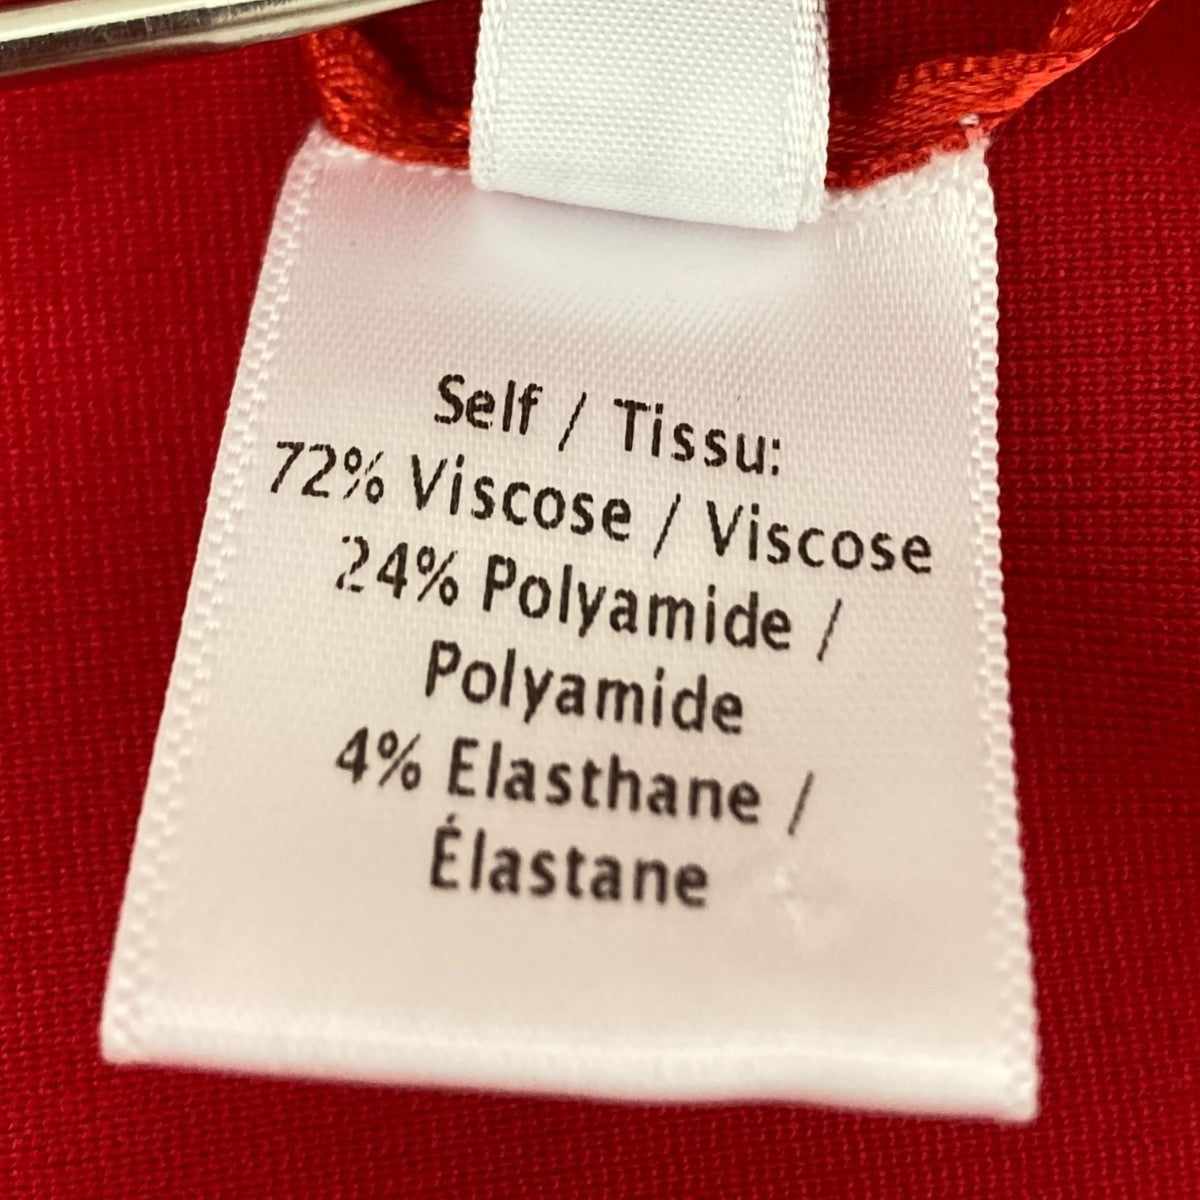 Self / Tissu:
72% Viscose / Viscose
24% Polyamide /
Polyamide
4% Elasthane /
Élastane